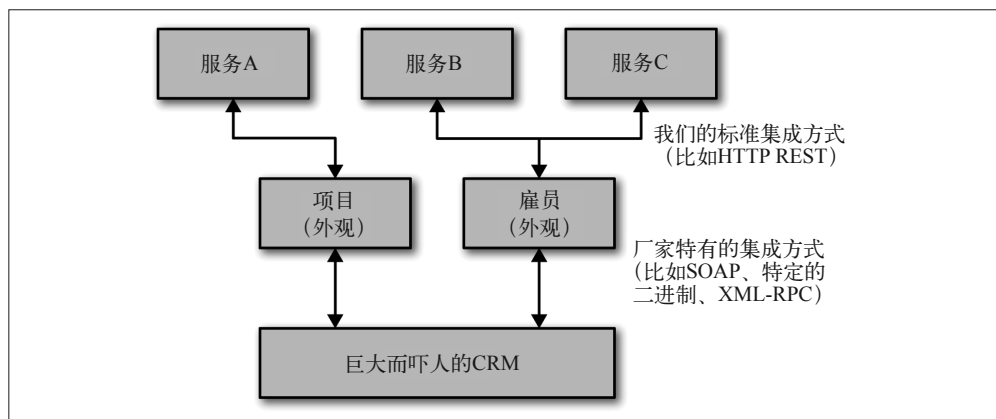 服务A
服务B
服务C
我们的标准集成方式
（比如HTTP REST）
项目
（外观）
雇员
（外观）
厂家特有的集成方式
（比如SOAP、特定的
二进制、XML-RPC）
巨大而吓人的CRM